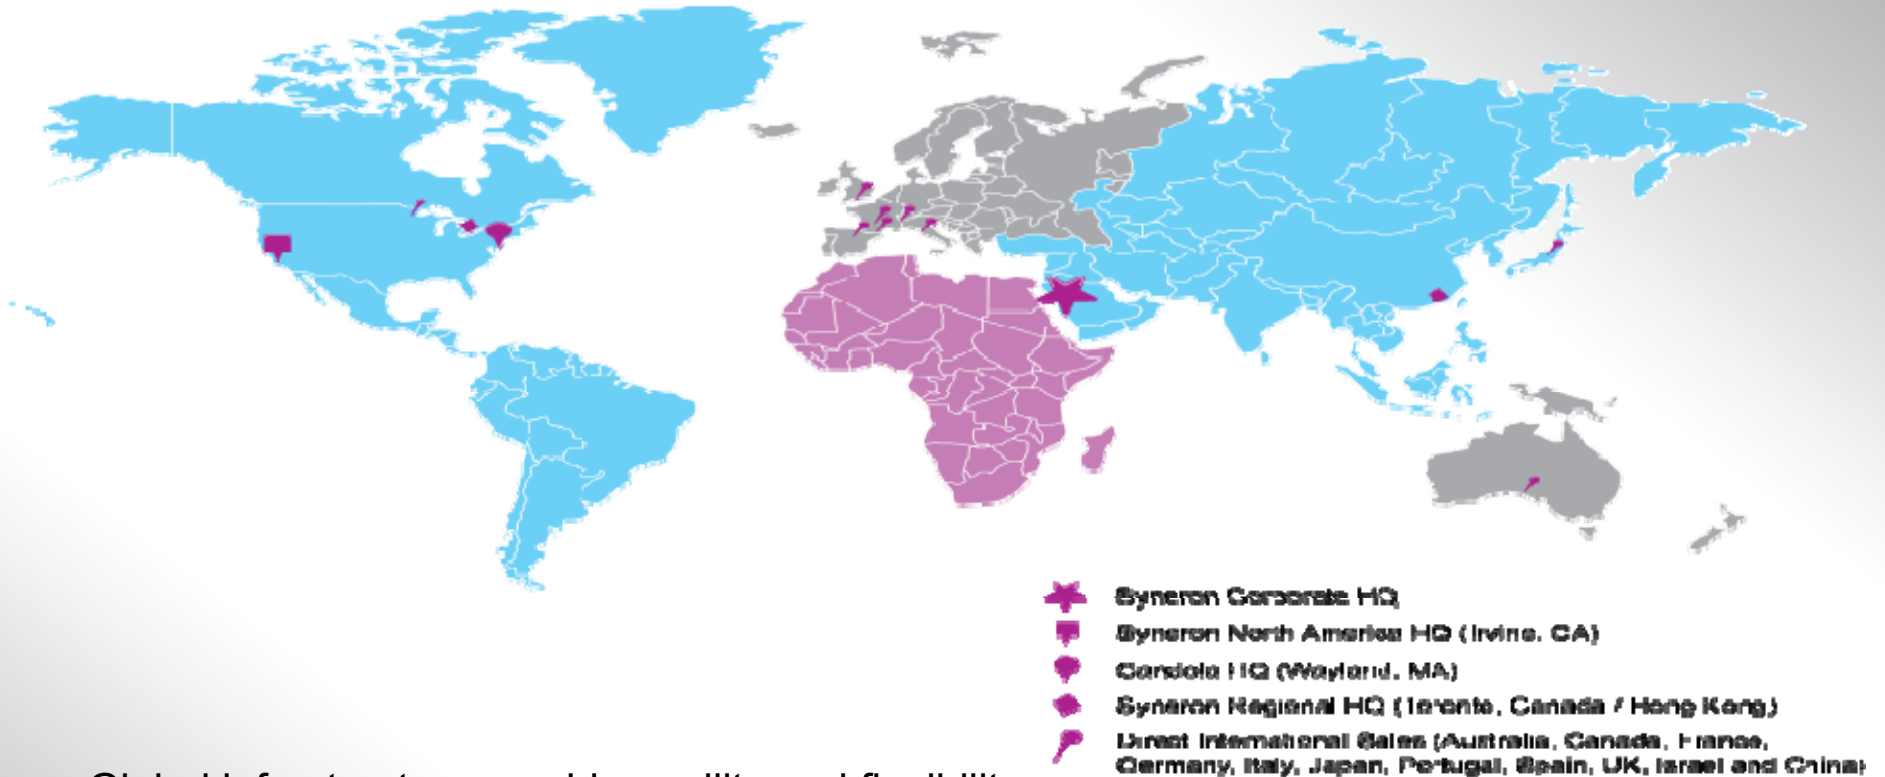 Syneron Corporate HQ
Syneron North America HQ (Irvine, CA)
Candela HQ (Wayland, MA)
Syneron Regional HQ (Toronto, Canada / Hong Kong)
Direct International Sales (Australia, Canada, France,
Germany, Italy, Japan, Portugal, Spain, UK, Israel and China)